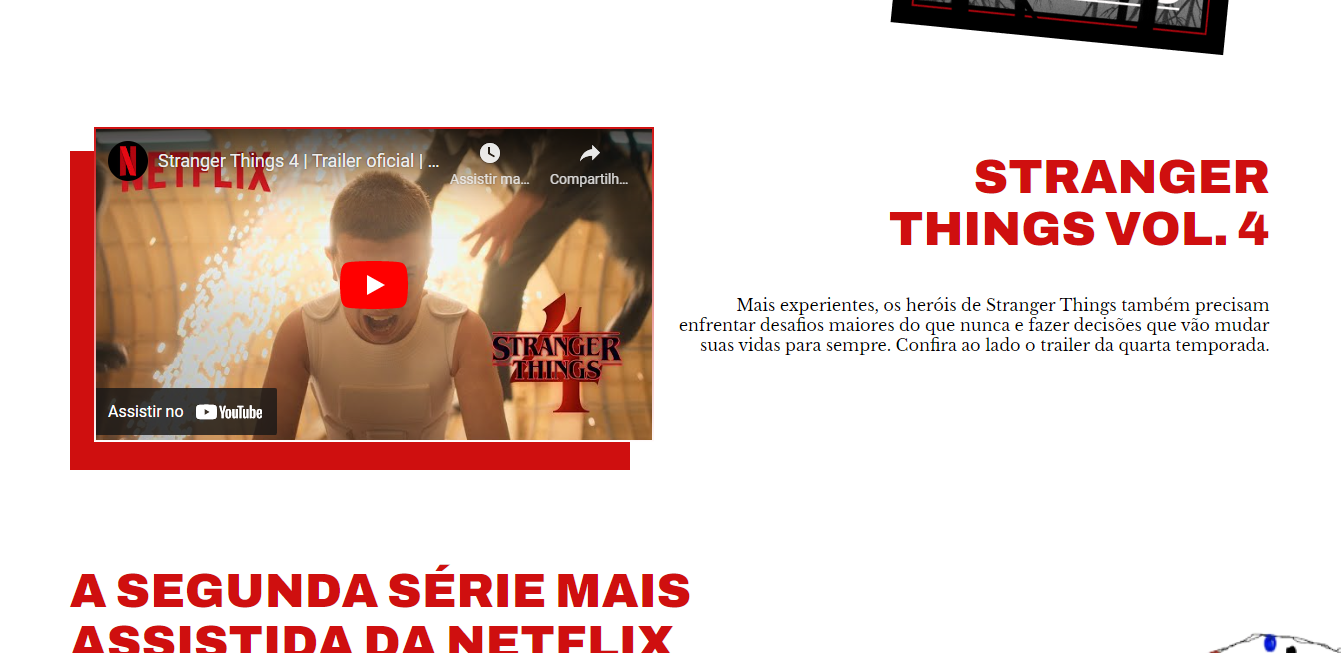 NETFLIX
Stranger Things 4 | Trailer oficial | ...
Assistir ma...
Compartilh...
STRANGER
THINGS VOL. 4
Mais experientes, os heróis de Stranger Things também precisam
enfrentar desafios maiores do que nunca e fazer decisões que vão mudar
suas vidas para sempre. Confira ao lado o trailer da quarta temporada.
4
STRANGER
THINGS
Assistir no YouTube
A SEGUNDA SÉRIE MAIS
ASSISTIDA DA NETFLIX